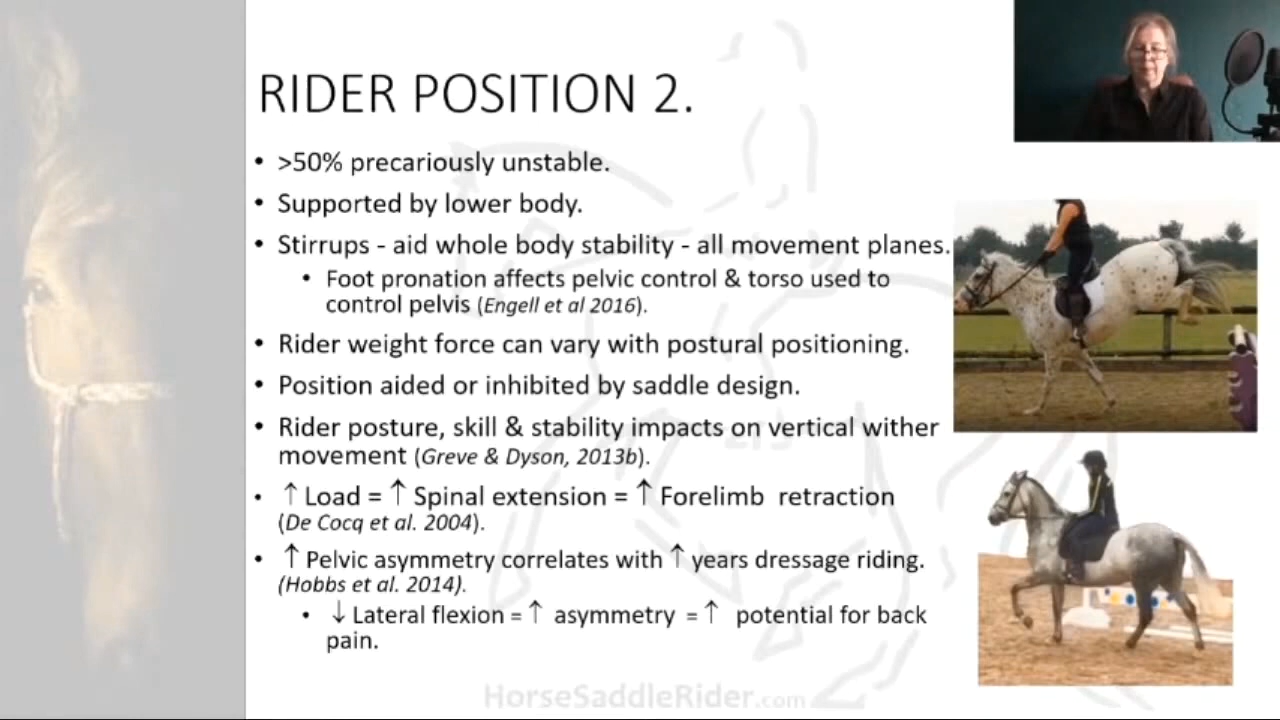 RIDER POSITION 2.
• >50% precariously unstable.
• Supported by lower body.
• Stirrups - aid whole body stability - all movement planes.
• Foot pronation affects pelvic control & torso used to
control pelvis (Engell et al 2016).
• Rider weight force can vary with postural positioning.
• Position aided or inhibited by saddle design.
• Rider posture, skill & stability impacts on vertical wither
movement (Greve & Dyson, 2013b).
• ↑ Load = ↑ Spinal extension = ↑ Forelimb retraction
(De Cocq et al. 2004).
• ↑ Pelvic asymmetry correlates with ↑ years dressage riding.
(Hobbs et al. 2014).
• ↓ Lateral flexion = ↑ asymmetry = ↑ potential for back
pain.
HorseSaddleRider.com